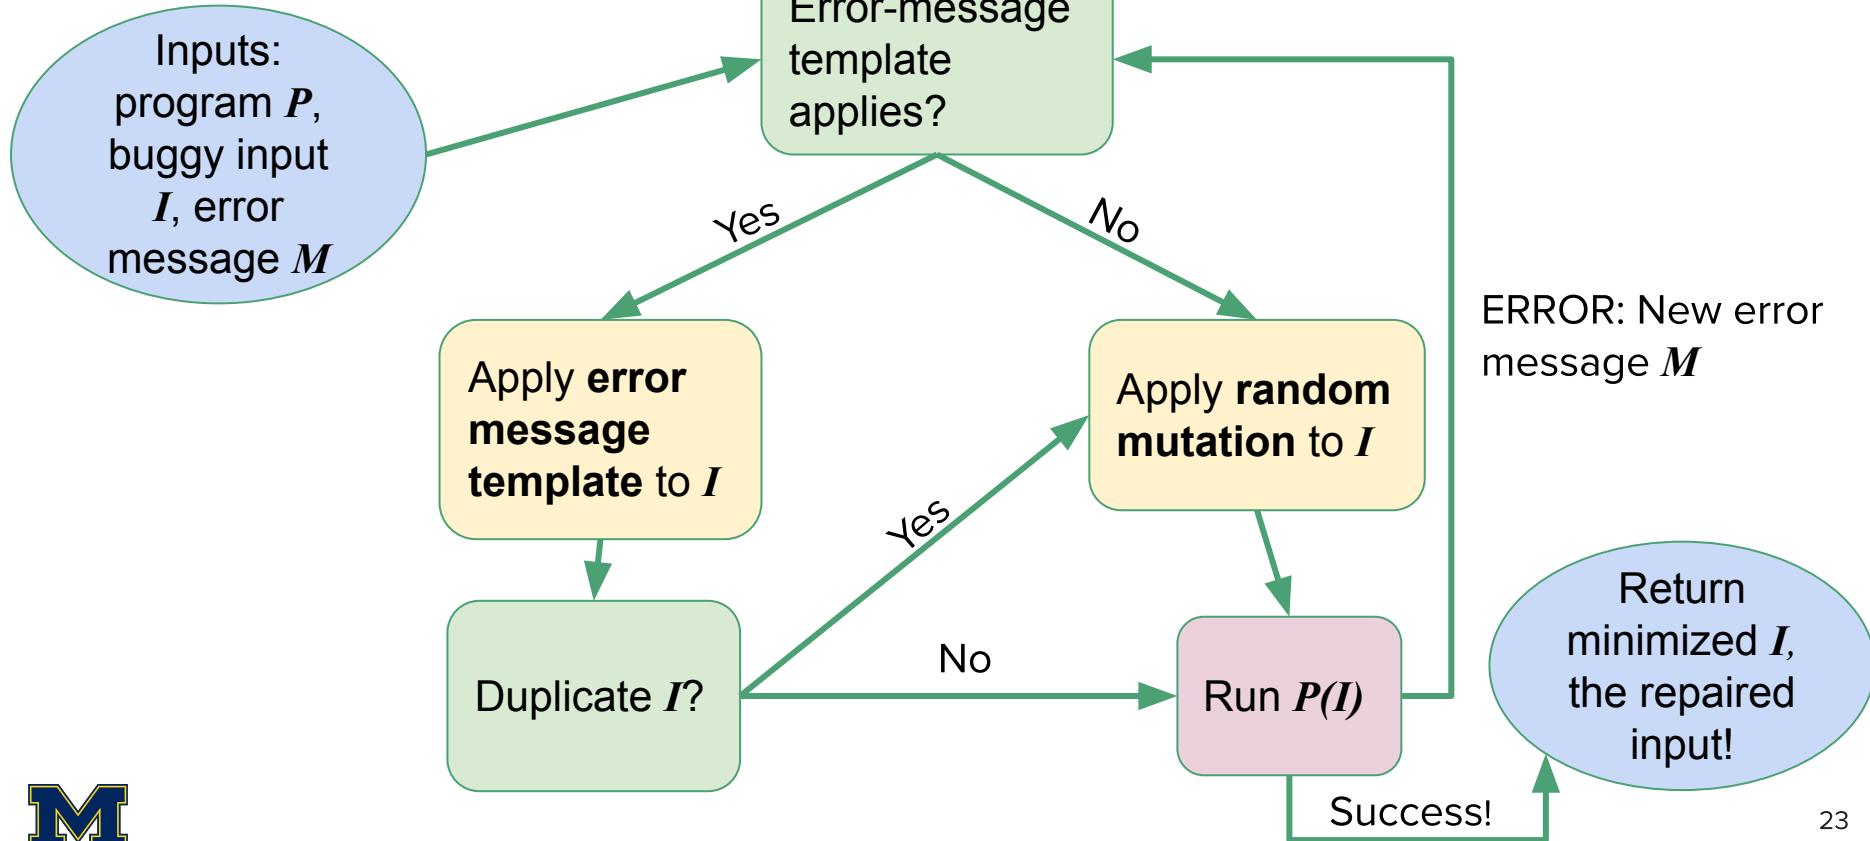 Inputs:
program P,
buggy input
I, error
message M
Error-message
template
applies?
Yes
No
ERROR: New error
message M
Apply error
message
template to I
Apply random
mutation to I
Yes
Duplicate I?
No
Run P(I)
Return
minimized I,
the repaired
input!
Success!
M
23